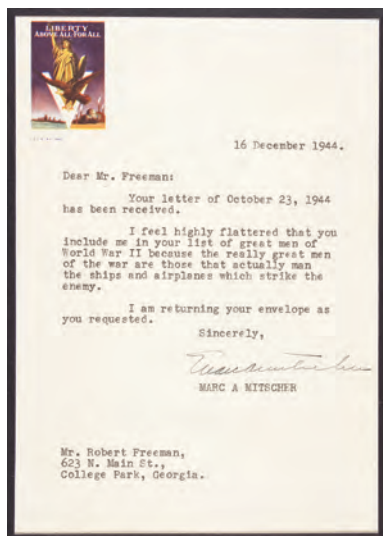 LIBERTY
ABOVE ALL FOR ALL
16 December 1944.
Dear Mr. Freeman:
Your letter of October 23, 1944
has been received.
I feel highly flattered that you
include me in your list of great men of
World War II because the really great men
of the war are those that actually man
the ships and airplanes which strike the
enemy.
I am returning your envelope as
you requested.
Sincerely,
MARC A MITSCHER
Mr. Robert Freeman,
623 N. Main St.,
College Park, Georgia.